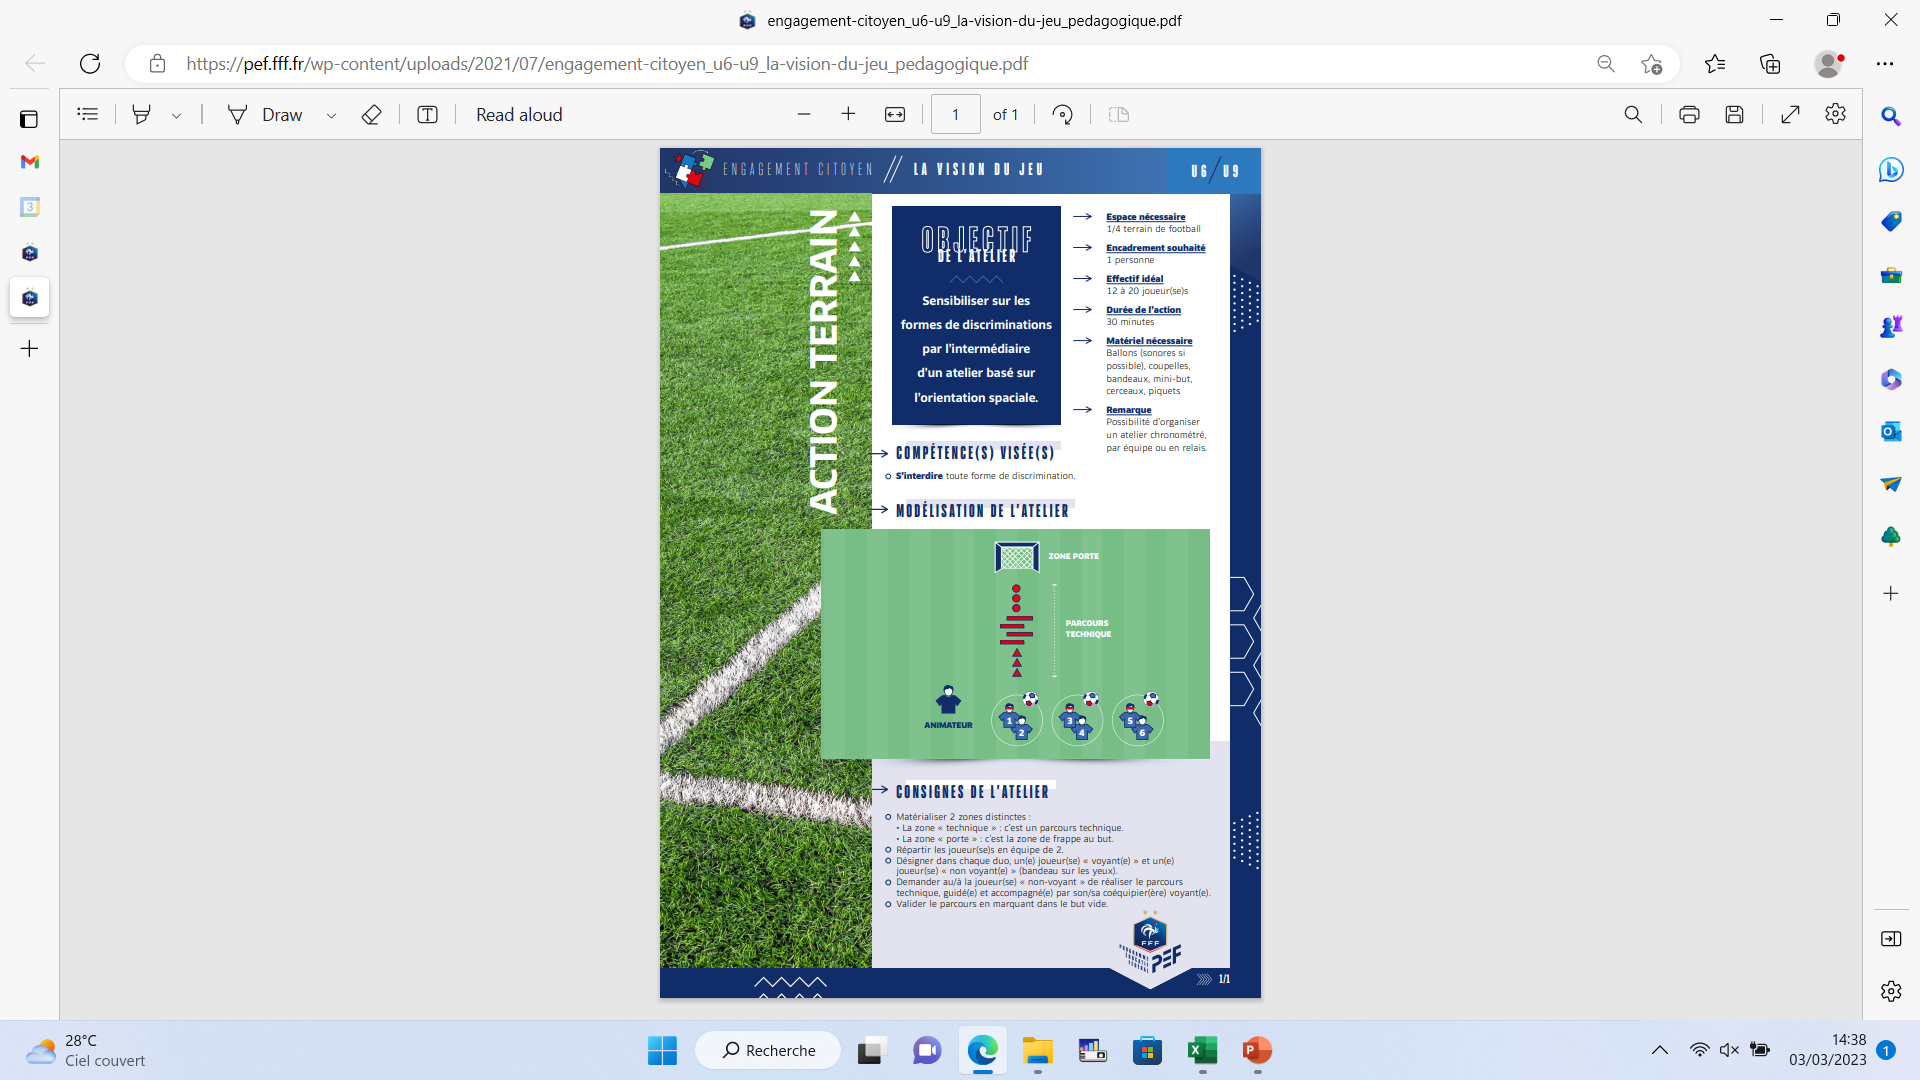 engagement-citoyen_u6-u9_la-vision-du-jeu_pedagogique.pdf
https://pef.fff.fr/wp-content/uploads/2021/07/engagement-citoyen_u6-u9_la-vision-du-jeu_pedagogique.pdf
Draw
Read aloud
1
of 1
ENGAGEMENT CITOYEN // LA VISION DU JEU
U6 / U9
ACTION TERRAIN
OBJECTIF
DE L'ATELIER
Sensibiliser sur les
formes de discriminations
par l'intermédiaire
d'un atelier basé sur
l'orientation spaciale.
Espace nécessaire
1/4 terrain de football
Encadrement souhaité
1 personne
Effectif idéal
12 à 20 joueur(se)s
Durée de l'action
30 minutes
Matériel nécessaire
Ballons (sonores si
possible), coupelles,
bandeaux, mini-but,
cerceaux, piquets
Remarque
Possibilité d'organiser
un atelier chronométré,
par équipe ou en relais.
COMPÉTENCE(S) VISÉE(S)
S'interdire toute forme de discrimination.
MODÉLISATION DE L'ATELIER
ZONE PORTE
PARCOURS
TECHNIQUE
ANIMATEUR
1
2
3
4
5
6
CONSIGNES DE L'ATELIER
Matérialiser 2 zones distinctes :
• La zone « technique » : c'est un parcours technique.
• La zone « porte » : c'est la zone de frappe au but.
Répartir les joueur(se)s en équipe de 2.
Désigner dans chaque duo, un(e) joueur(se) « voyant(e) » et un(e)
joueur(se) « non voyant(e) » (bandeau sur les yeux).
Demander au/à la joueur(se) « non-voyant » de réaliser le parcours
technique, guidé(e) et accompagné(e) par son/sa coéquipier(ère) voyant(e).
Valider le parcours en marquant dans le but vide.
FFF
PROGRAMME
ÉDUCATIF
FÉDÉRAL
PEF
1/1
28°C
Ciel couvert
Recherche
14:38
03/03/2023
1